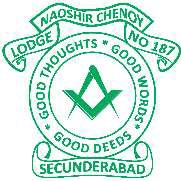 NAOSHIR CHENOY
LODGE NO 187
GOOD THOUGHTS * GOOD WORDS
* GOOD DEEDS *
SECUNDERABAD